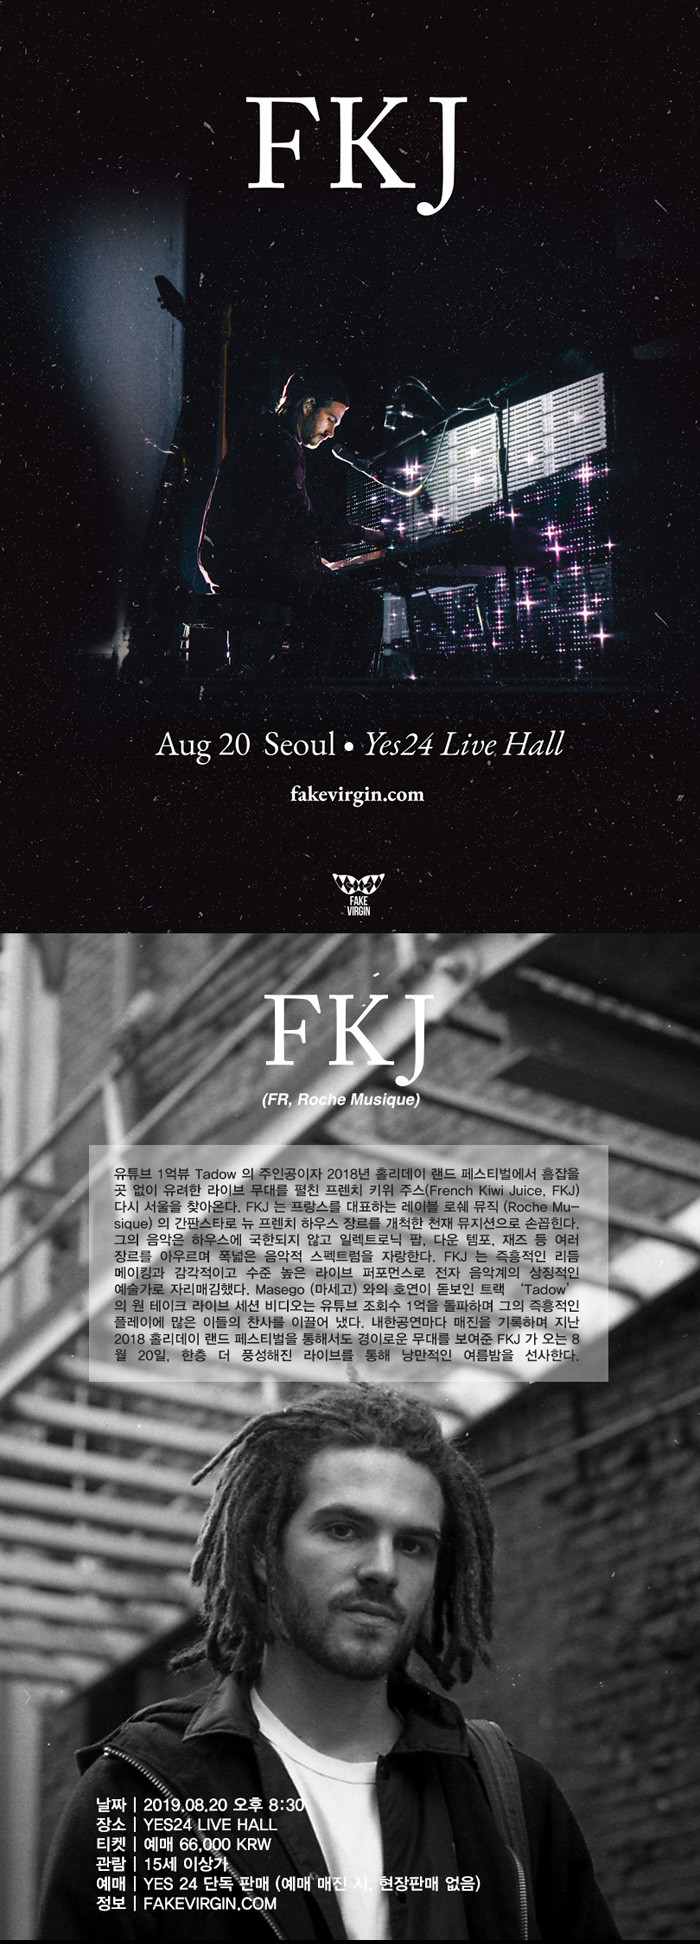 FKJ
Aug 20 Seoul • Yes24 Live Hall
fakevirgin.com
FAKE
VIRGIN
FKJ
(FR, Roche Musique)
유튜브 1억뷰 Tadow 의 주인공이자 2018년 홀리데이 랜드 페스티벌에서 흠잡을
곳 없이 유려한 라이브 무대를 펼친 프렌치 키위 주스(French Kiwi Juice, FKJ)
다시 서울을 찾아온다. FKJ 는 프랑스를 대표하는 레이블 로쉐 뮤직 (Roche Mu-
sique) 의 간판스타로 뉴 프렌치 하우스 장르를 개척한 천재 뮤지션으로 손꼽힌다.
그의 음악은 하우스에 국한되지 않고 일렉트로닉 팝, 다운 템포, 재즈 등 여러
장르를 아우르며 폭넓은 음악적 스펙트럼을 자랑한다. FKJ 는 즉흥적인 리듬
메이킹과 감각적이고 수준 높은 라이브 퍼포먼스로 전자 음악계의 상징적인
예술가로 자리매김했다. Masego (마세고) 와의 호연이 돋보인 트랙 ‘Tadow’
의 원 테이크 라이브 세션 비디오는 유튜브 조회수 1억을 돌파하며 그의 즉흥적인
플레이에 많은 이들의 찬사를 이끌어 냈다. 내한공연마다 매진을 기록하며 지난
2018 홀리데이 랜드 페스티벌을 통해서도 경이로운 무대를 보여준 FKJ 가 오는 8
월 20일, 한층 더 풍성해진 라이브를 통해 낭만적인 여름밤을 선사한다.
날짜 | 2019.08.20 오후 8:30
장소 | YES24 LIVE HALL
티켓 | 예매 66,000 KRW
관람 | 15세 이상가
예매 | YES 24 단독 판매 (예매 매진 시, 현장판매 없음)
정보 | FAKEVIRGIN.COM